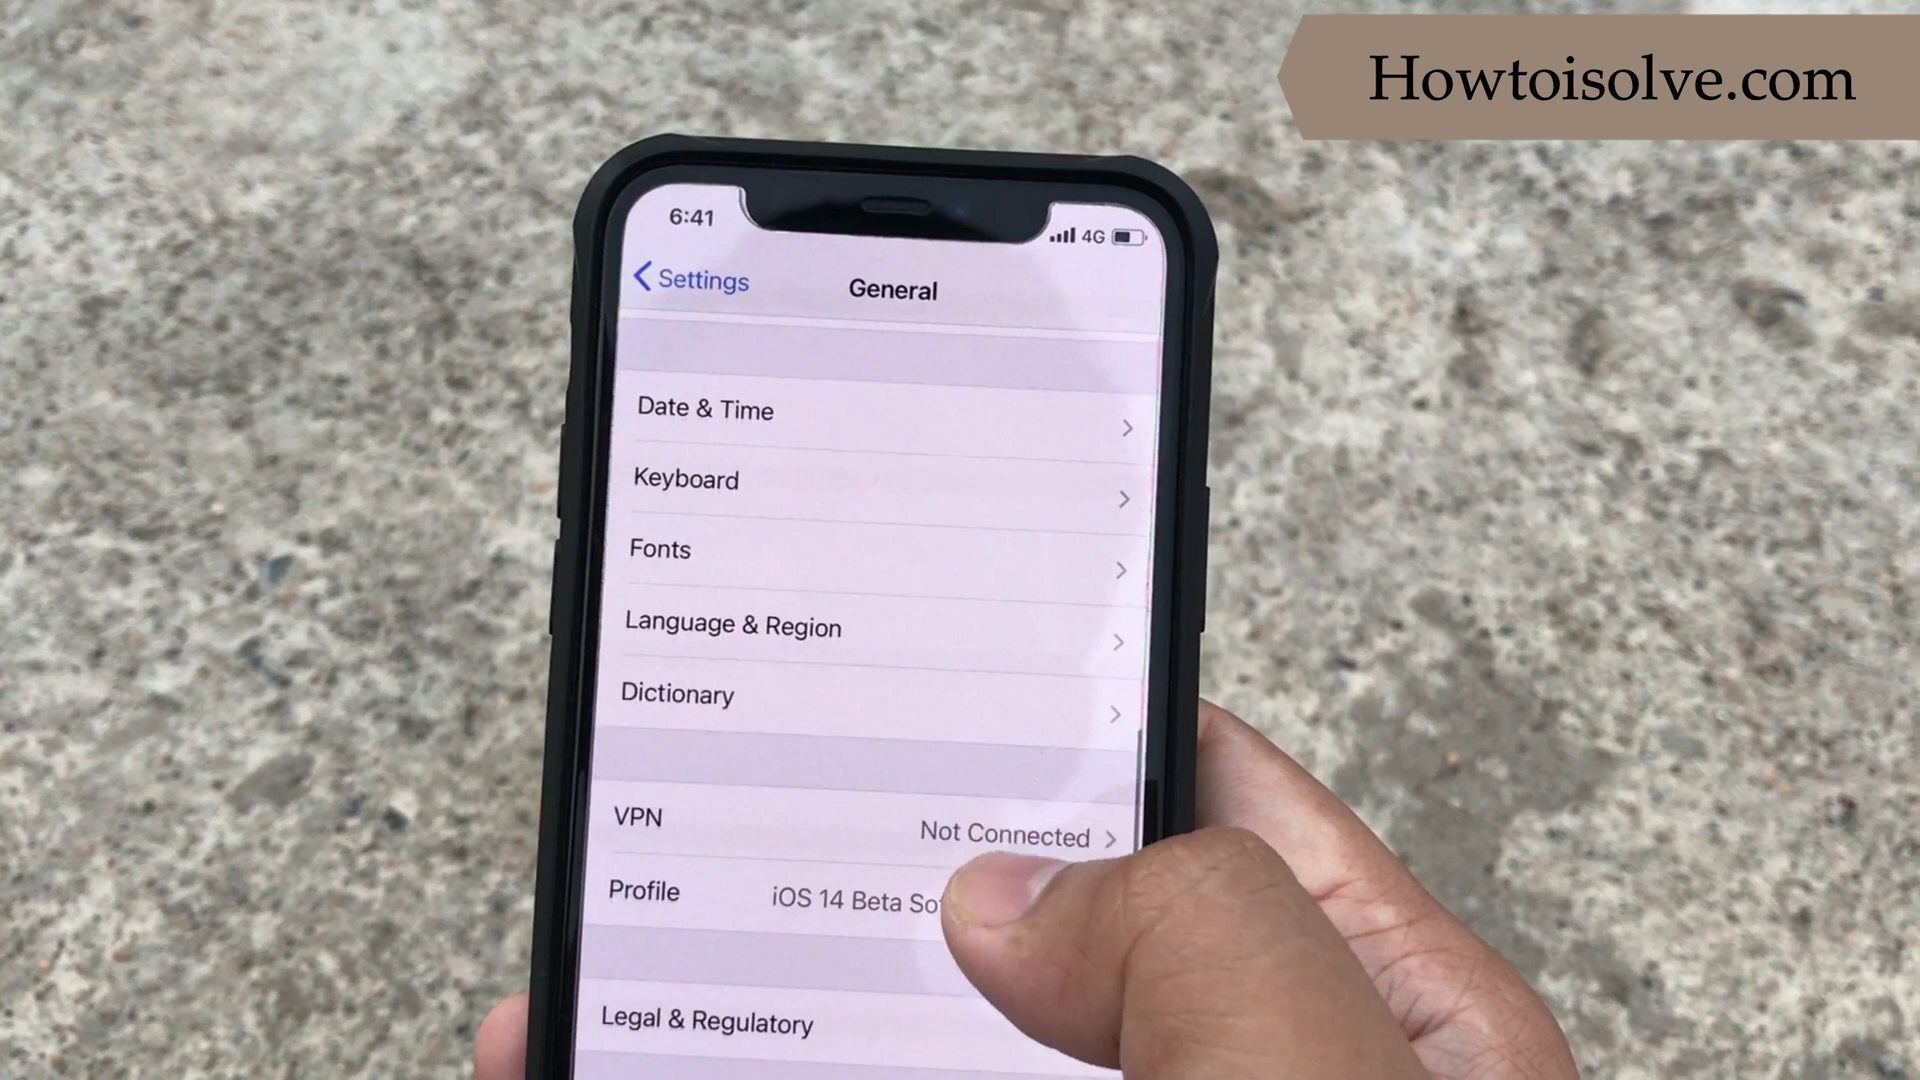 Howtoisolve.com
6:41
4G
Settings
General
Date & Time
Keyboard
Fonts
Language & Region
Dictionary
VPN Not Connected
Profile iOS 14 Beta
Legal & Regulatory